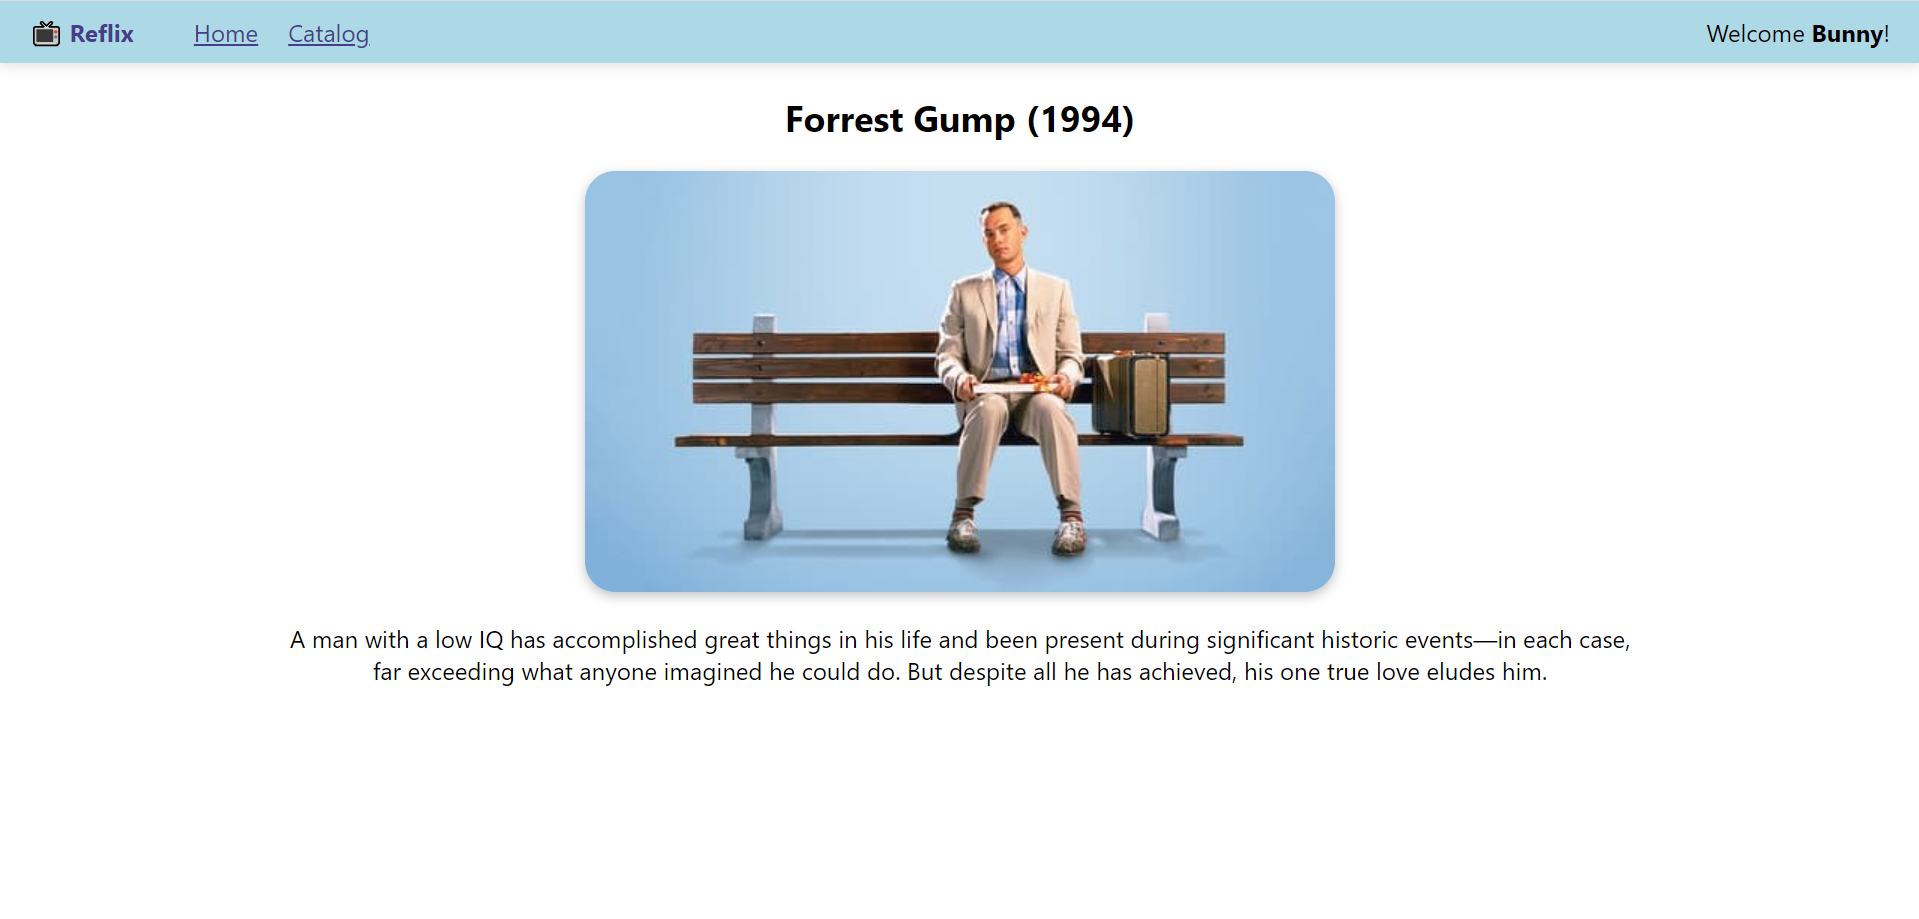 Reflix Home Catalog Welcome Bunny!
Forrest Gump (1994)
A man with a low IQ has accomplished great things in his life and been present during significant historic events—in each case,
far exceeding what anyone imagined he could do. But despite all he has achieved, his one true love eludes him.